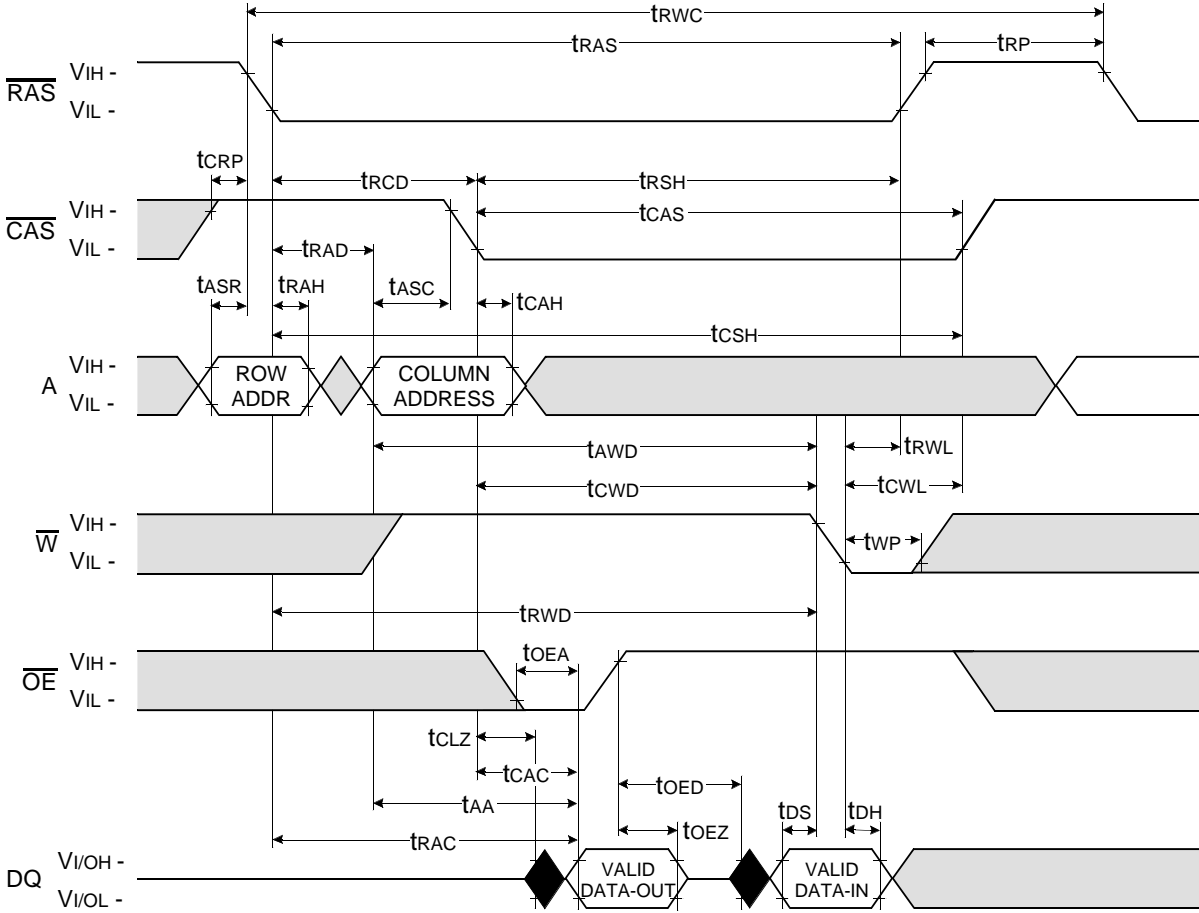 tRWC
tRAS
tRP
RAS
VIH -
VIL -
tCRP
tRCD
tRSH
CAS
VIH -
VIL -
tCAS
tRAD
tASR
tRAH
tASC
tCAH
tCSH
A
VIH -
VIL -
ROW
ADDR
COLUMN
ADDRESS
tAWD
tRWL
tCWD
tCWL
W
VIH -
VIL -
tWP
tRWD
OE
VIH -
VIL -
tOEA
tCLZ
tCAC
tOED
tAA
tDS
tDH
tOEZ
tRAC
DQ
VI/OH -
VI/OL -
VALID
DATA-OUT
VALID
DATA-IN